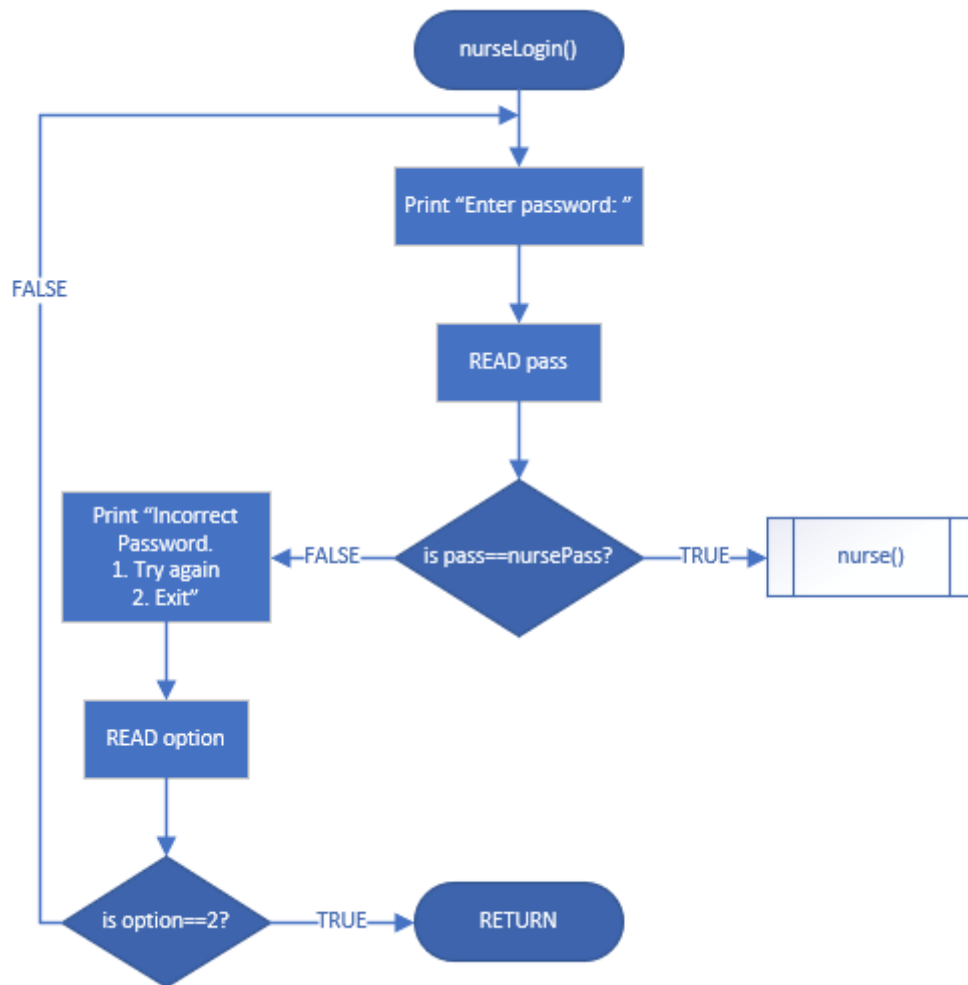 nurseLogin()
Print “Enter password: ”
FALSE
READ pass
Print “Incorrect
Password.
1. Try again
2. Exit”
FALSE
is pass==nursePass?
TRUE
nurse()
READ option
is option==2?
TRUE
RETURN